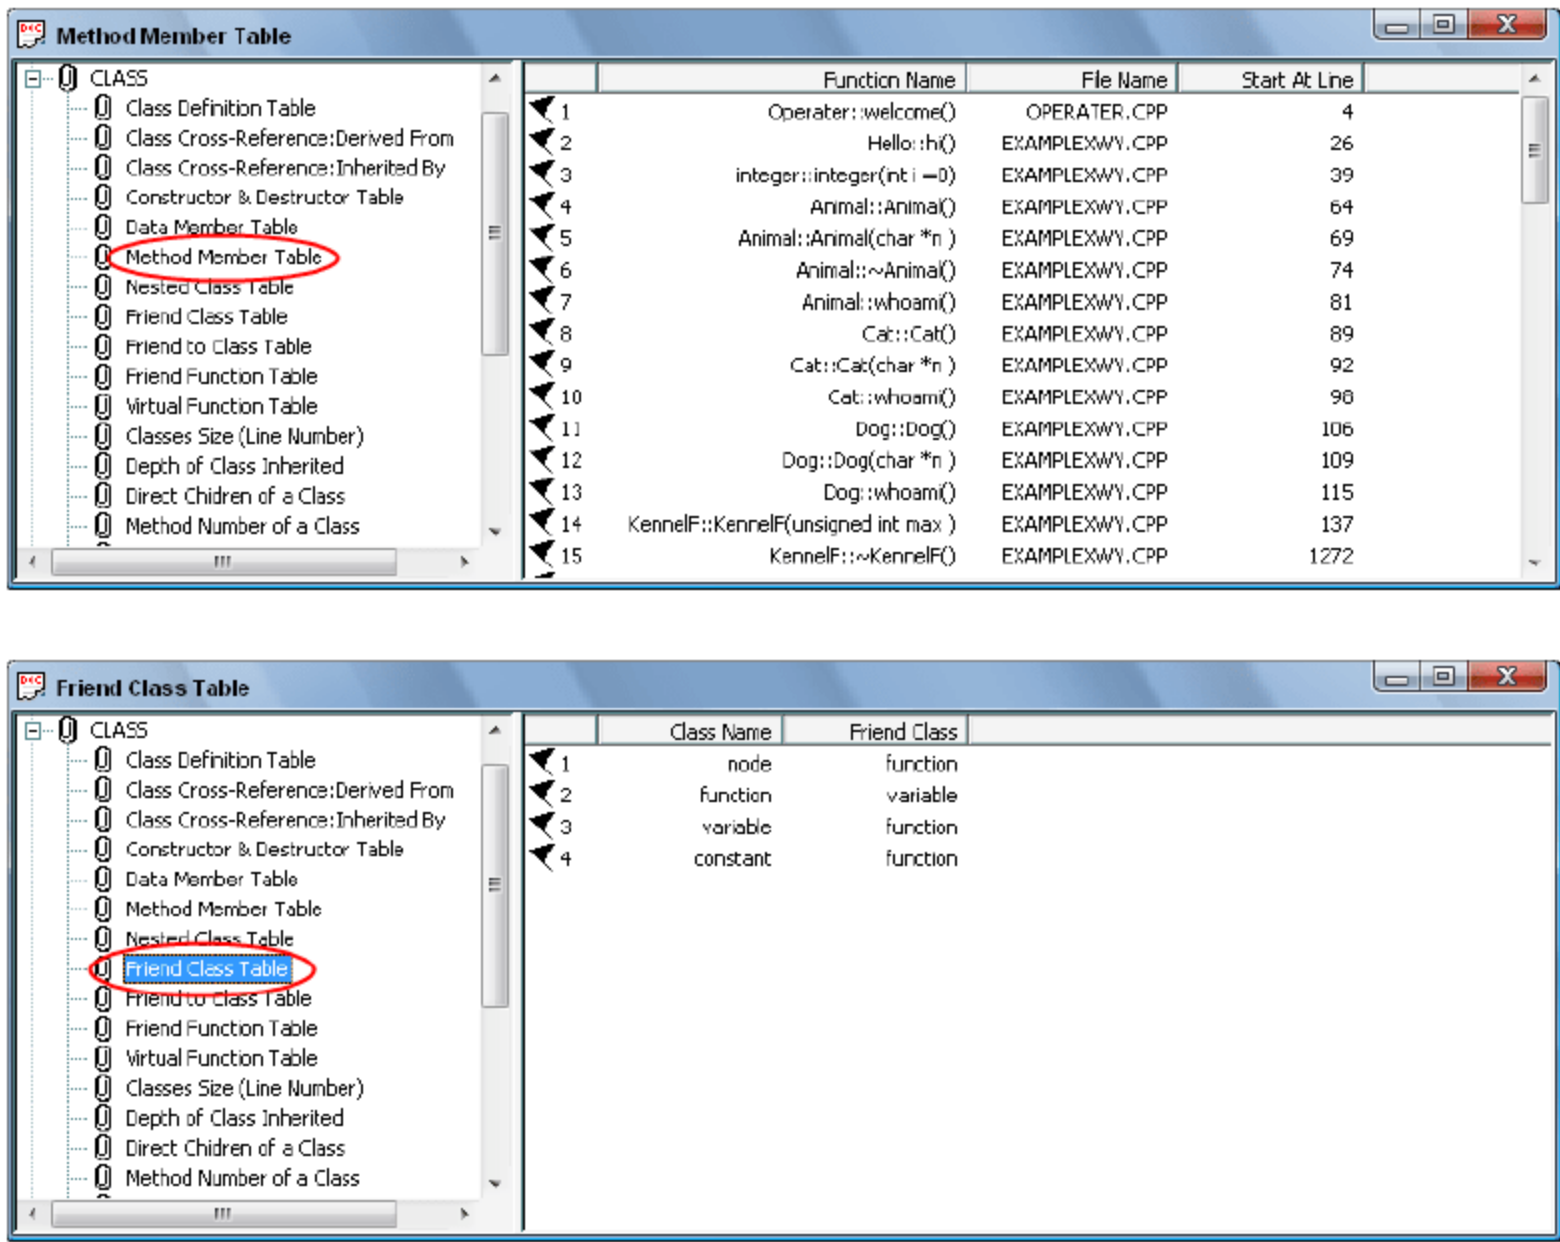 Method Member Table
CLASS
Class Definition Table
Class Cross-Reference:Derived From
Class Cross-Reference:Inherited By
Constructor & Destructor Table
Data Member Table
Method Member Table
Nested Class Table
Friend Class Table
Friend to Class Table
Friend Function Table
Virtual Function Table
Classes Size (Line Number)
Depth of Class Inherited
Direct Chidren of a Class
Method Number of a Class
Function Name File Name Start At Line
1 Operater::welcome() OPERATER.CPP 4
2 Hello::hi() EXAMPLEXWY.CPP 26
3 integer::integer(int i =0) EXAMPLEXWY.CPP 39
4 Animal::Animal() EXAMPLEXWY.CPP 64
5 Animal::Animal(char *n ) EXAMPLEXWY.CPP 69
6 Animal::~Animal() EXAMPLEXWY.CPP 74
7 Animal::whoami() EXAMPLEXWY.CPP 81
8 Cat::Cat() EXAMPLEXWY.CPP 89
9 Cat::Cat(char *n ) EXAMPLEXWY.CPP 92
10 Cat::whoami() EXAMPLEXWY.CPP 98
11 Dog::Dog() EXAMPLEXWY.CPP 106
12 Dog::Dog(char *n ) EXAMPLEXWY.CPP 109
13 Dog::whoami() EXAMPLEXWY.CPP 115
14 KennelF::KennelF(unsigned int max ) EXAMPLEXWY.CPP 137
15 KennelF::~KennelF() EXAMPLEXWY.CPP 1272
Friend Class Table
CLASS
Class Definition Table
Class Cross-Reference:Derived From
Class Cross-Reference:Inherited By
Constructor & Destructor Table
Data Member Table
Method Member Table
Nested Class Table
Friend Class Table
Friend to Class Table
Friend Function Table
Virtual Function Table
Classes Size (Line Number)
Depth of Class Inherited
Direct Chidren of a Class
Method Number of a Class
Class Name Friend Class
1 node function
2 function variable
3 variable function
4 constant function